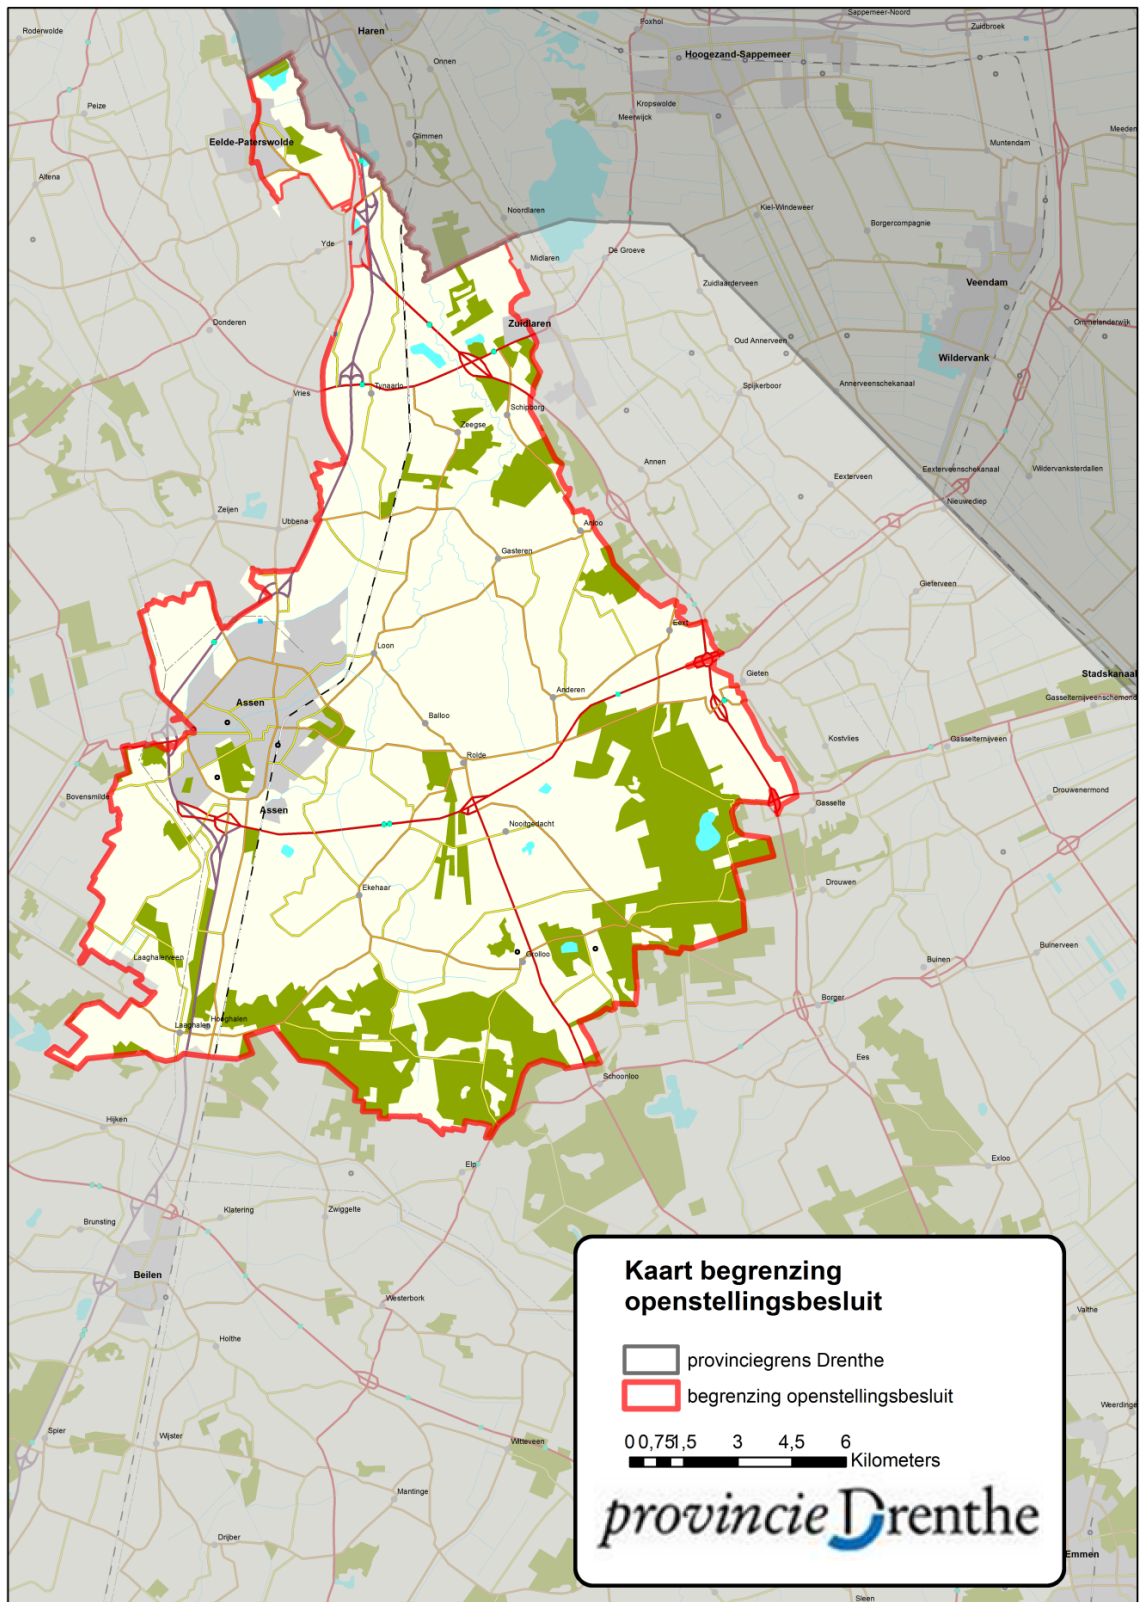 Roderwolde
Haren
Foxhol
Sappemeer-Noord
Zuidbroek
Hoogezand-Sappemeer
Onnen
Peize
Kropswolde
Meerwijck
Glimmen
Meeden
Eelde-Paterswolde
Muntendam
Altena
Noordlaren
Kiel-Windeweer
Borgercompagnie
Yde
De Groeve
Midlaren
Zuidlaarderveen
Veendam
Donderen
Zuidlaren
Ommelanderwijk
Oud Annerveen
Wildervank
Vries
Tynaarlo
Spijkerboor
Annerveenschekanaal
Schipborg
Zeegse
Annen
Eexterveen
Eexterveenschekanaal
Wildervanksterdallen
Nieuwediep
Zeijen
Ubbena
Anloo
Gasteren
Gieterveen
Eext
Loon
Gieten
Stadskanaal
Anderen
Gasselternijveenschemond
Assen
Balloo
Kostvlies
Gasselternijveen
Rolde
Bovensmilde
Assen
Gasselte
Drouwenermond
Nooitgedacht
Ekehaar
Drouwen
Laaghalerveen
Grolloo
Buinerveen
Buinen
Borger
Laaghalen
Hooghalen
Ees
Schoonloo
Hijken
Elp
Exloo
Brunsting
Klatering
Zwiggelte
Beilen
Westerbork
Valthe
Holthe
Weerdinge
Spier
Wijster
Witteveen
Mantinge
Drijber
Emmen
Sleen
Kaart begrenzing
openstellingsbesluit
provinciegrens Drenthe
begrenzing openstellingsbesluit
0 0,75 1,5 3 4,5 6
Kilometers
provincie Drenthe